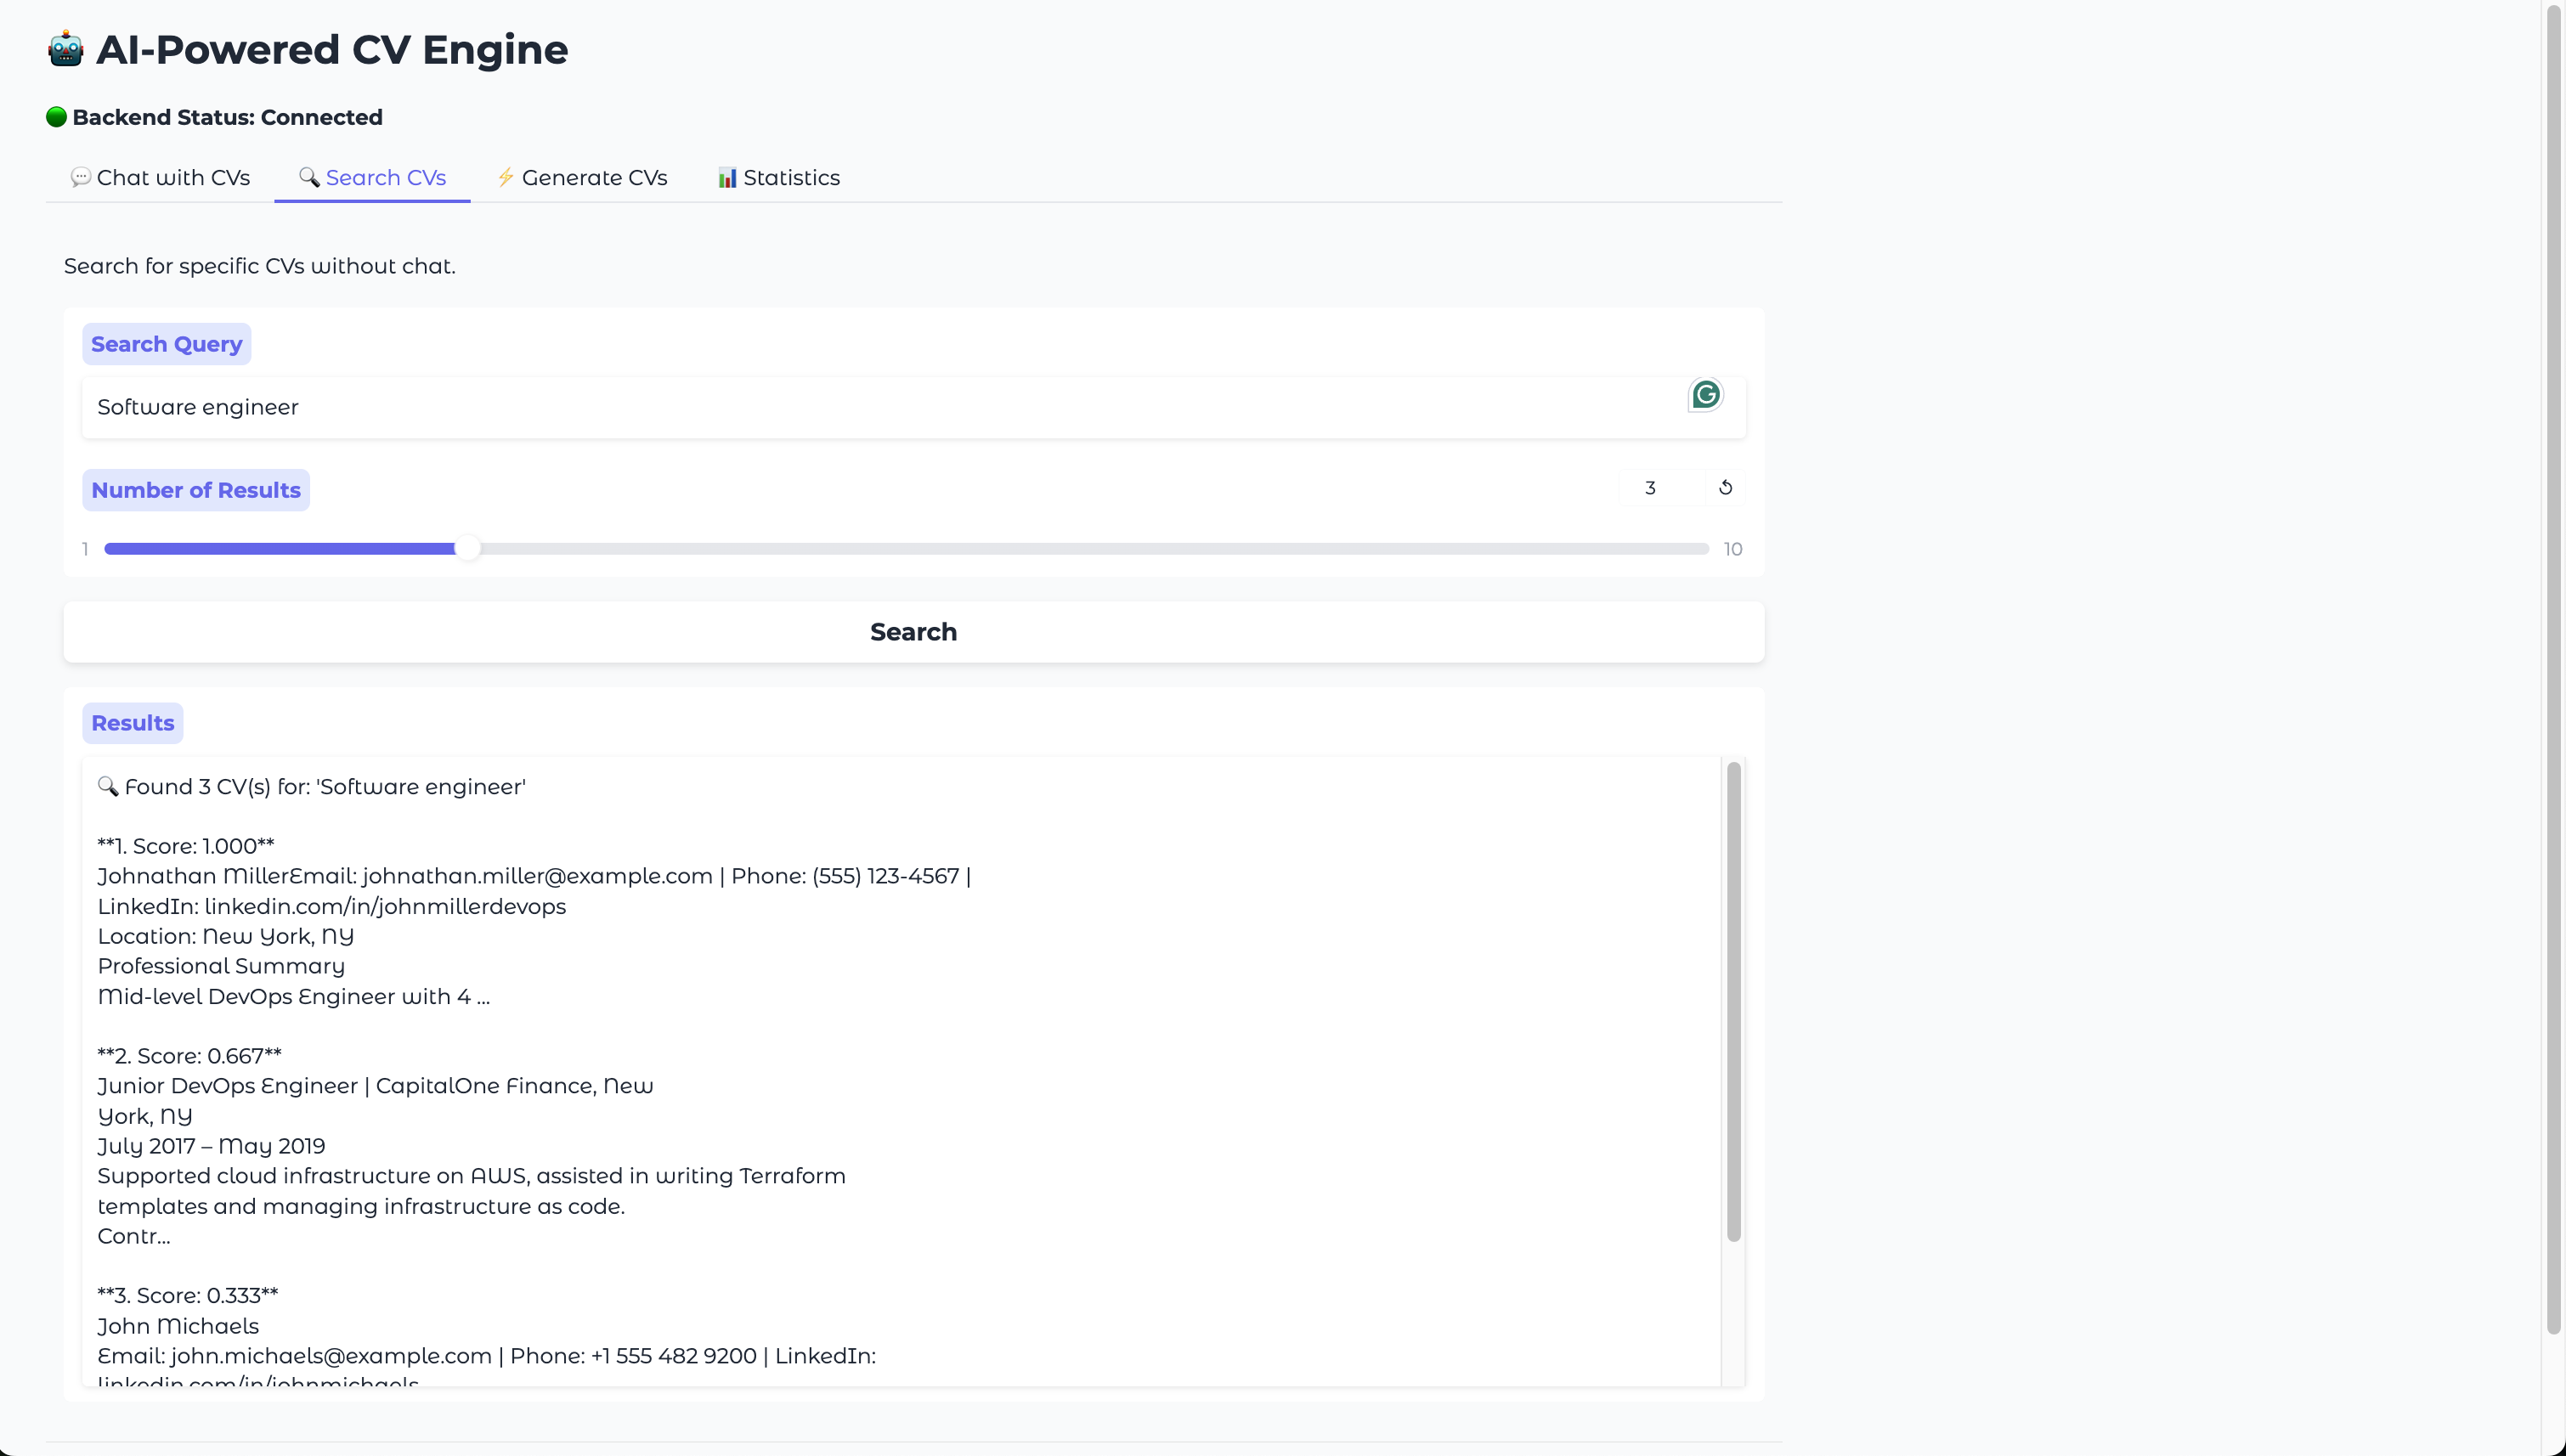 🤖 AI-Powered CV Engine
Backend Status: Connected
Chat with CVs
Search CVs
Generate CVs
Statistics
Search for specific CVs without chat.
Search Query
Software engineer
Number of Results
3
1
10
Search
Results
🔍 Found 3 CV(s) for: 'Software engineer'
**1. Score: 1.000**
Johnathan MillerEmail: johnathan.miller@example.com | Phone: (555) 123-4567 |
LinkedIn: linkedin.com/in/johnmillerdevops
Location: New York, NY
Professional Summary
Mid-level DevOps Engineer with 4 ...
**2. Score: 0.667**
Junior DevOps Engineer | CapitalOne Finance, New
York, NY
July 2017 – May 2019
Supported cloud infrastructure on AWS, assisted in writing Terraform
templates and managing infrastructure as code.
Contr...
**3. Score: 0.333**
John Michaels
Email: john.michaels@example.com | Phone: +1 555 482 9200 | LinkedIn:
linkedin.com/in/johnmichaels